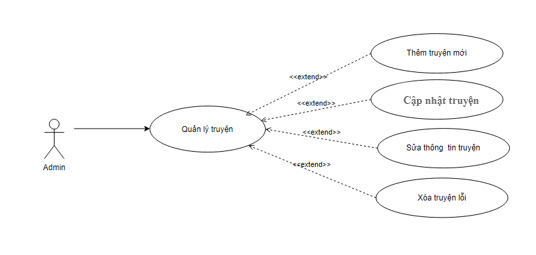 Thêm truyện mới
<<extend>>
Cập nhật truyện
<<extend>>
Quản lý truyện
<<extend>>
Sửa thông tin truyện
Admin
<<extend>>
Xóa truyện lỗi